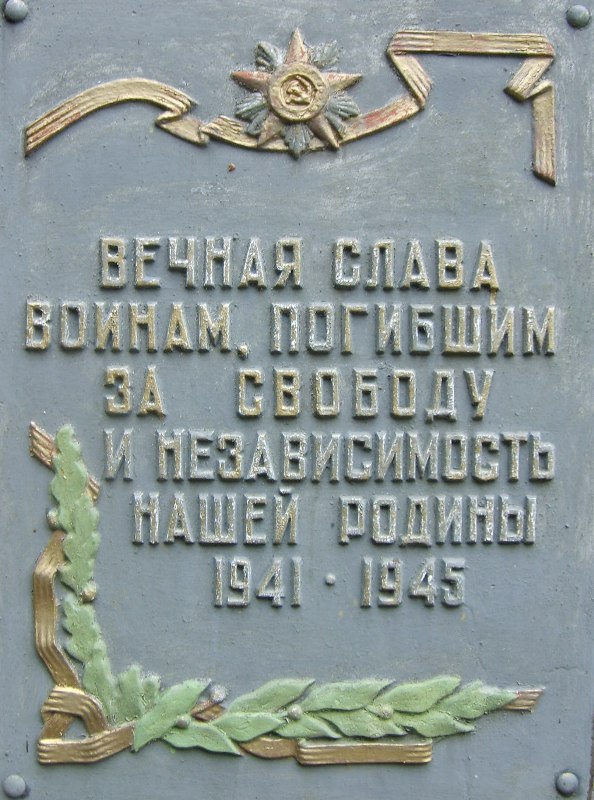 ВЕЧНАЯ СЛАВА
ВОИНАМ, ПОГИБШИМ
ЗА СВОБОДУ
И НЕЗАВИСИМОСТЬ
НАШЕЙ РОДИНЫ
1941 · 1945